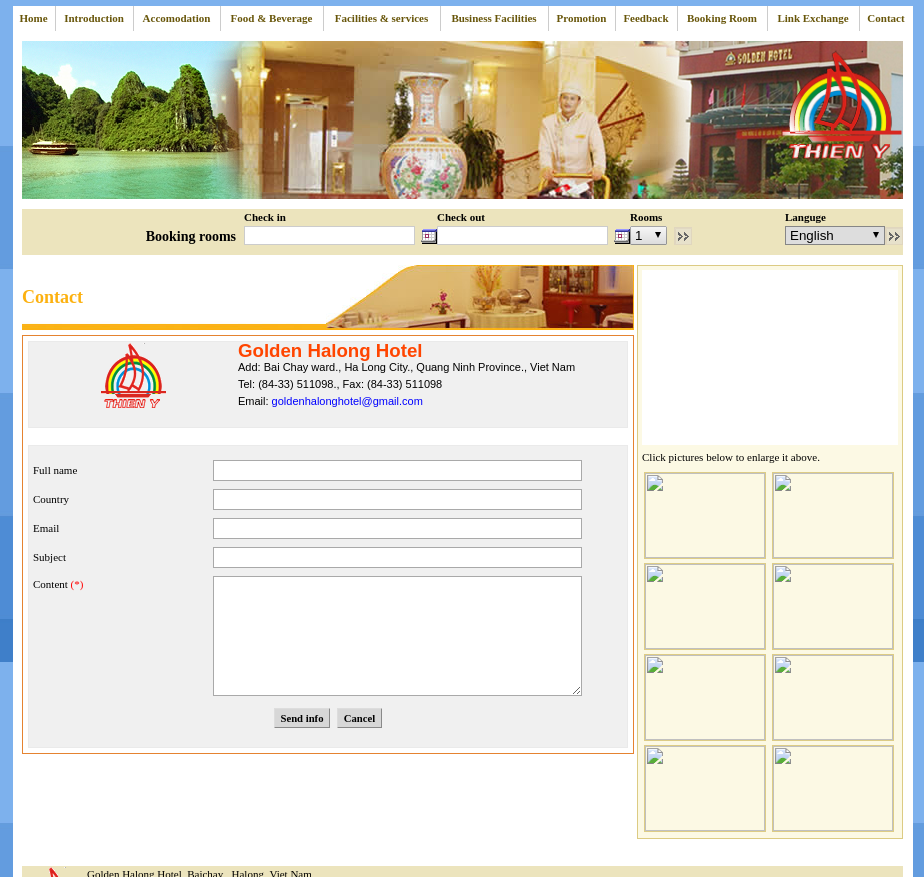 Home Introduction Accomodation Food & Beverage Facilities & services Business Facilities Promotion Feedback Booking Room Link Exchange Contact
GOLDEN HOTEL
THIEN Y
Check in Check out Rooms Languge
Booking rooms 1 English
Contact
Golden Halong Hotel
Add: Bai Chay ward., Ha Long City., Quang Ninh Province., Viet Nam
THIEN Y
Tel: (84-33) 511098., Fax: (84-33) 511098
Email: goldenhalonghotel@gmail.com
Click pictures below to enlarge it above.
Full name
Country
Email
Subject
Content (*)
Send info Cancel
Golden Halong Hotel, Baichay, Halong, Viet Nam